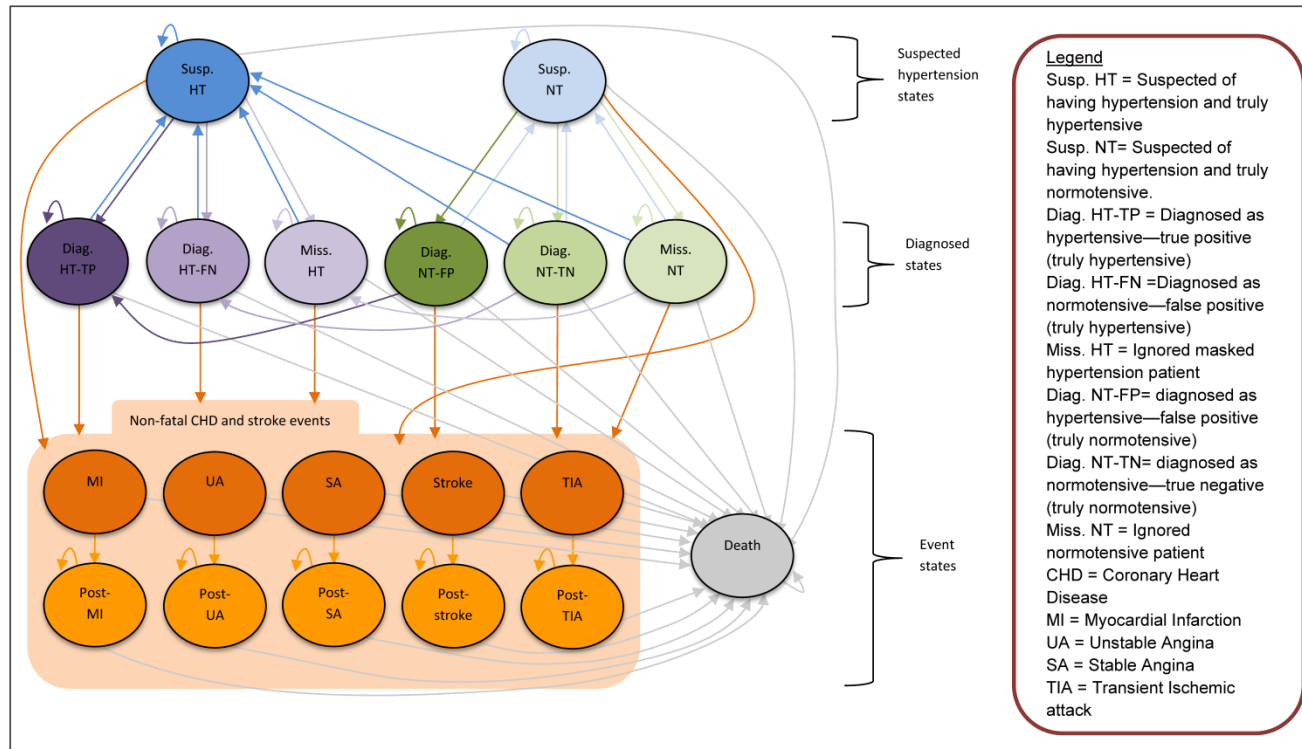 Susp.
HT
Susp.
NT
Suspected
hypertension
states
Diag.
HT-TP
Diag.
HT-FN
Miss.
HT
Diag.
NT-FP
Diag.
NT-TN
Miss.
NT
Diagnosed
states
Non-fatal CHD and stroke events
MI
UA
SA
Stroke
TIA
Death
Event
states
Post-
MI
Post-
UA
Post-
SA
Post-
stroke
Post-
TIA
Legend
Susp. HT = Suspected of
having hypertension and truly
hypertensive
Susp. NT= Suspected of
having hypertension and truly
normotensive.
Diag. HT-TP = Diagnosed as
hypertensive—true positive
(truly hypertensive)
Diag. HT-FN =Diagnosed as
normotensive—false positive
(truly hypertensive)
Miss. HT = Ignored masked
hypertension patient
Diag. NT-FP= diagnosed as
hypertensive—false positive
(truly normotensive)
Diag. NT-TN= diagnosed as
normotensive—true negative
(truly normotensive)
Miss. NT = Ignored
normotensive patient
CHD = Coronary Heart
Disease
MI = Myocardial Infarction
UA = Unstable Angina
SA = Stable Angina
TIA = Transient Ischemic
attack